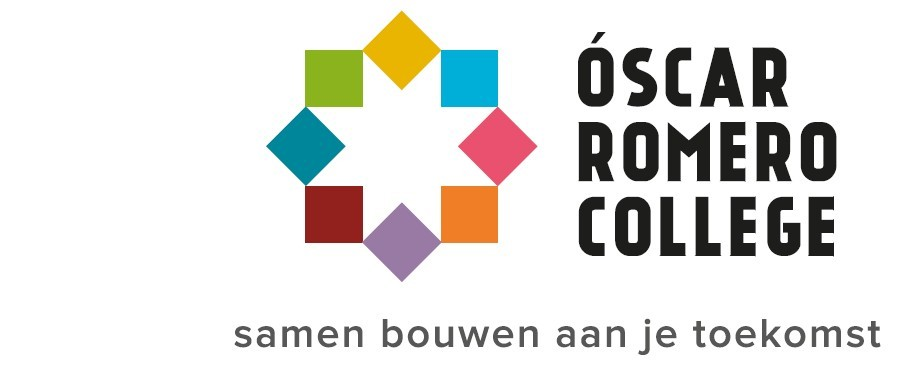 ÓSCAR
ROMERO
COLLEGE
samen bouwen aan je toekomst